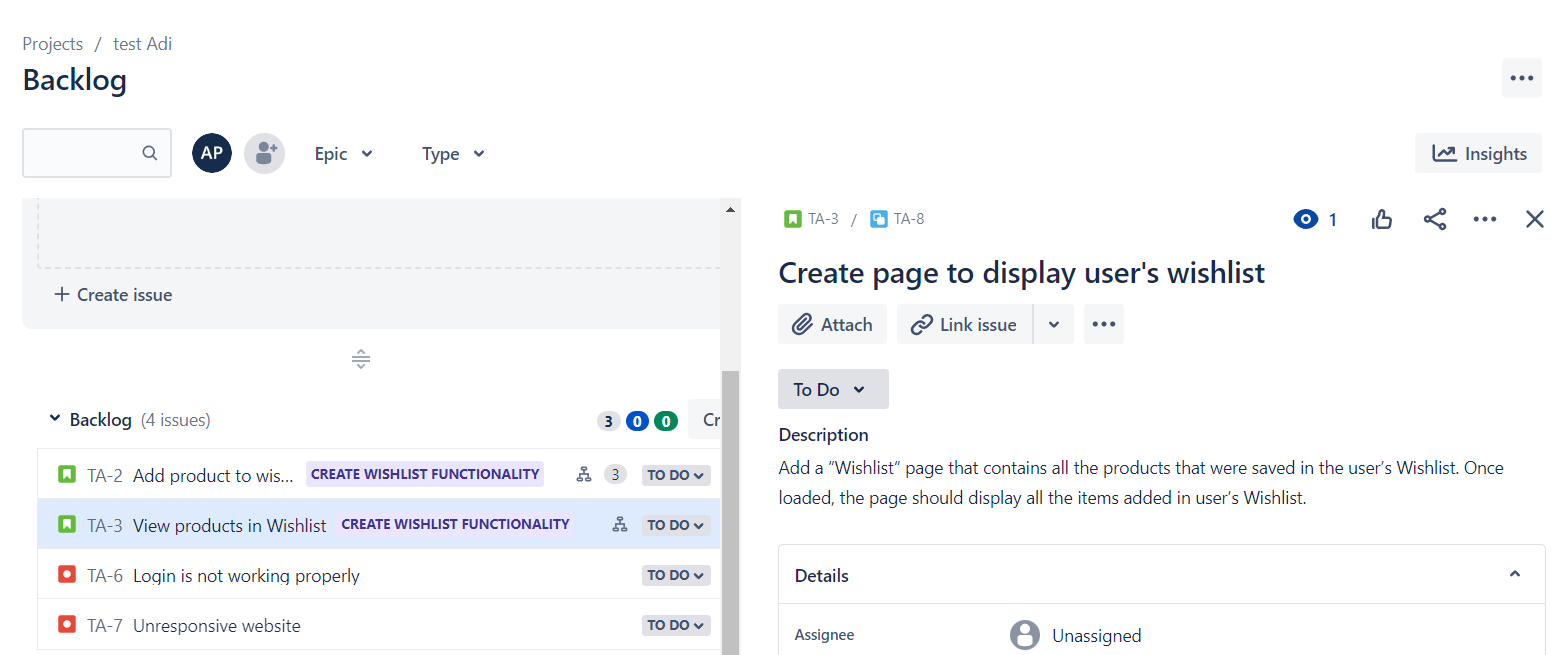 Projects / test Adi
Backlog
AP Epic Type Insights
Create issue
Backlog (4 issues) 3 0 0 Cr
TA-2 Add product to wis... CREATE WISHLIST FUNCTIONALITY 3 TO DO
TA-3 View products in Wishlist CREATE WISHLIST FUNCTIONALITY TO DO
TA-6 Login is not working properly TO DO
TA-7 Unresponsive website TO DO
TA-3 / TA-8 1
Create page to display user's wishlist
Attach Link issue
To Do
Description
Add a “Wishlist” page that contains all the products that were saved in the user’s Wishlist. Once
loaded, the page should display all the items added in user’s Wishlist.
Details
Assignee Unassigned